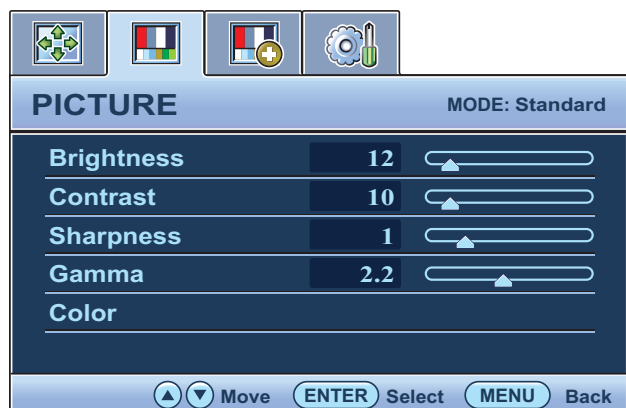 PICTURE MODE: Standard
Brightness 12
Contrast 10
Sharpness 1
Gamma 2.2
Color
Move ENTER Select MENU Back